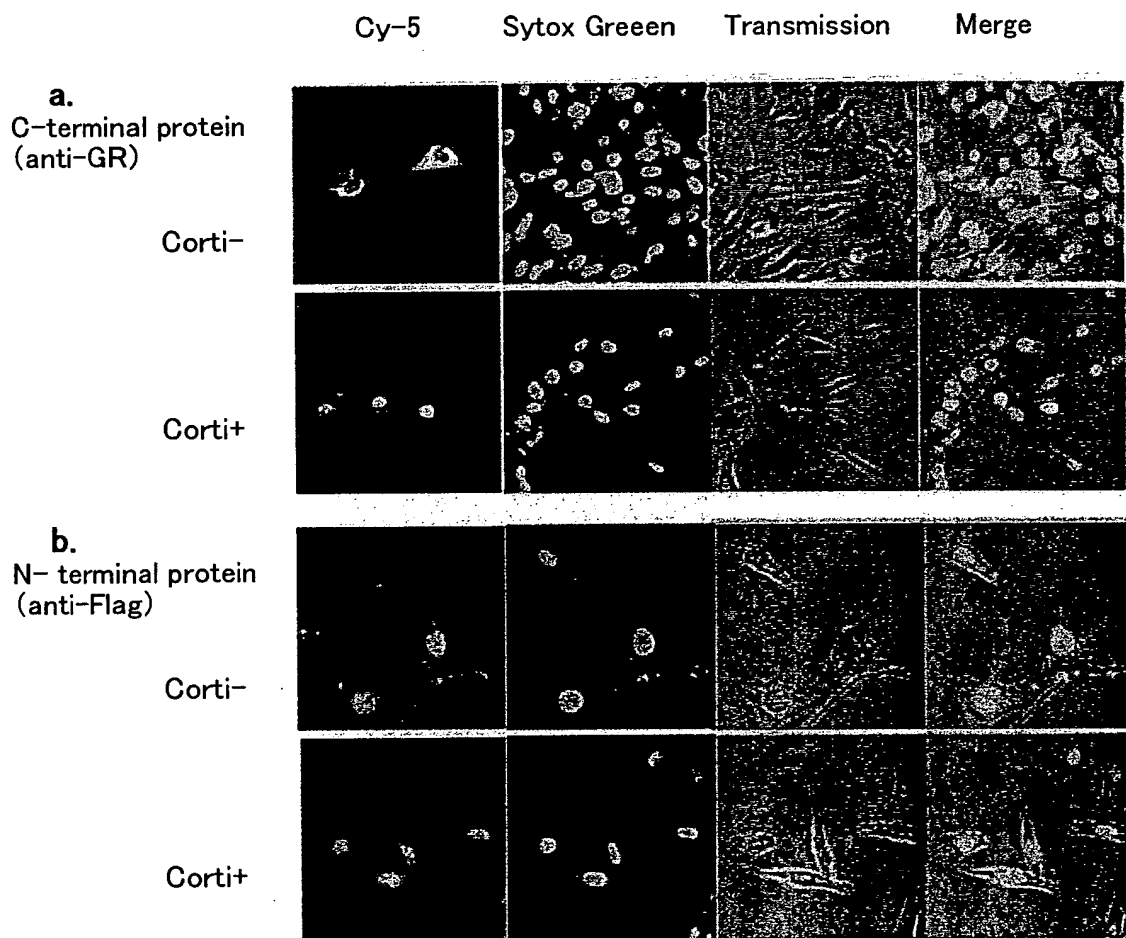 Cy-5 Sytox Greeen Transmission Merge
a.
C-terminal protein
(anti-GR)
Corti-
Corti+
b.
N- terminal protein
(anti-Flag)
Corti-
Corti+